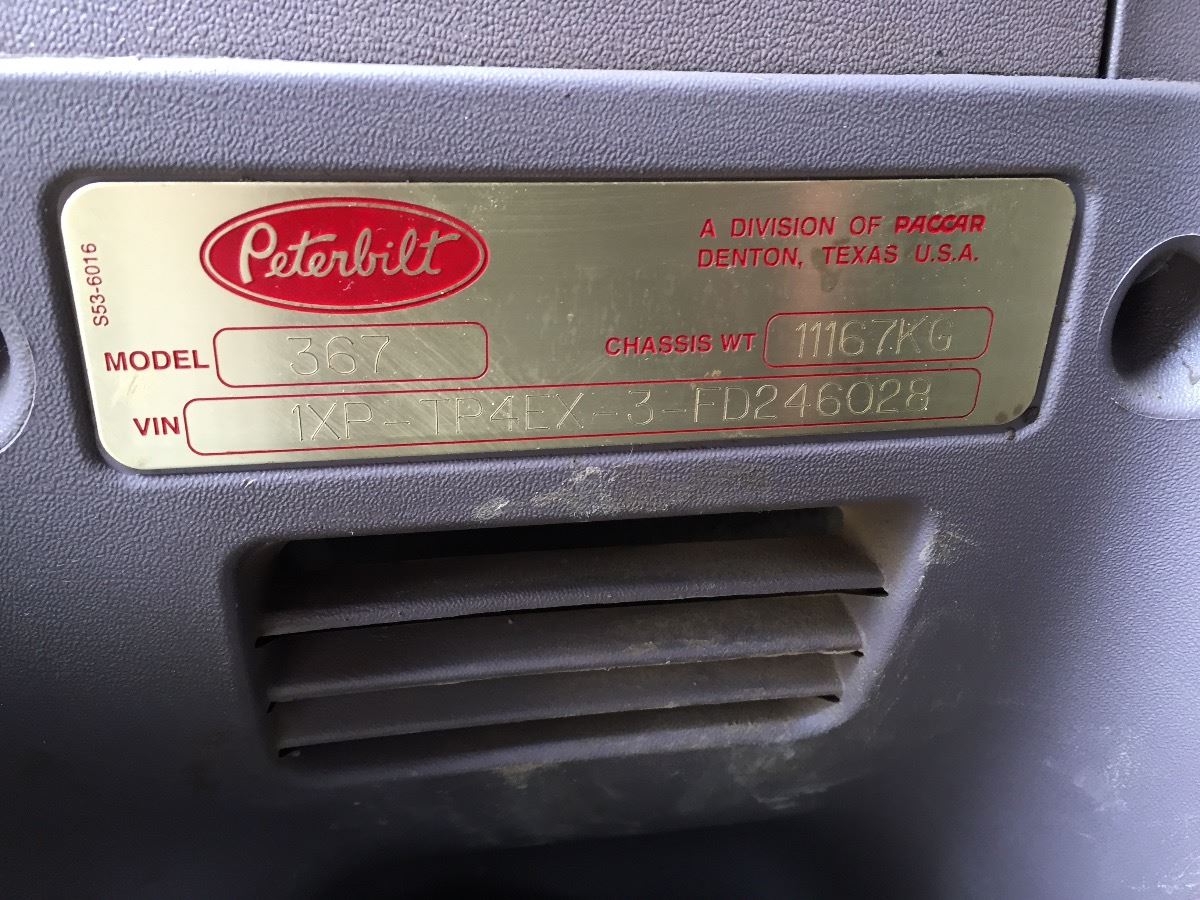 S53-6016
Peterbilt
A DIVISION OF PACCAR
DENTON, TEXAS U.S.A.
MODEL 367 CHASSIS WT 11167KG
VIN 1XP-TP4EX-3-FD246028